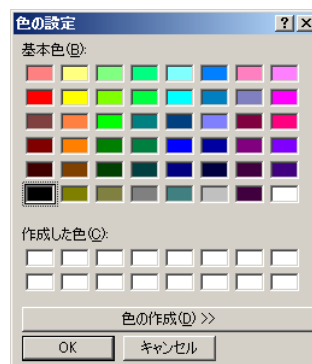 色の設定
基本色(B):
作成した色(C):
色の作成(D) >>
OK
キャンセル